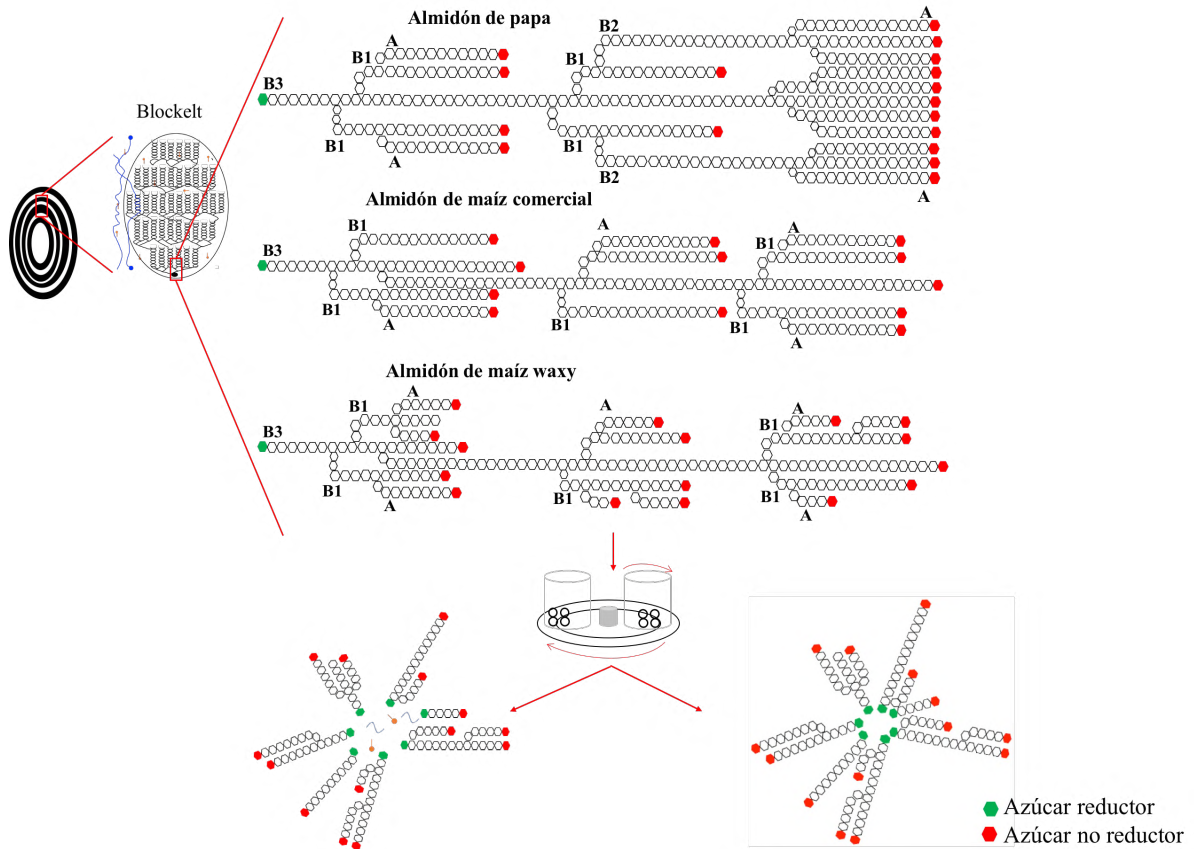 Almidón de papa
A
B2
A
B1
B1
B3
Blockelt
B1
A
B1
B2
A
Almidón de maíz comercial
B1
A
A
B1
B3
B1
A
B1
B1
A
Almidón de maíz waxy
A
B1
A
A
B1
B3
B1
A
B1
B1
A
Azúcar reductor
Azúcar no reductor